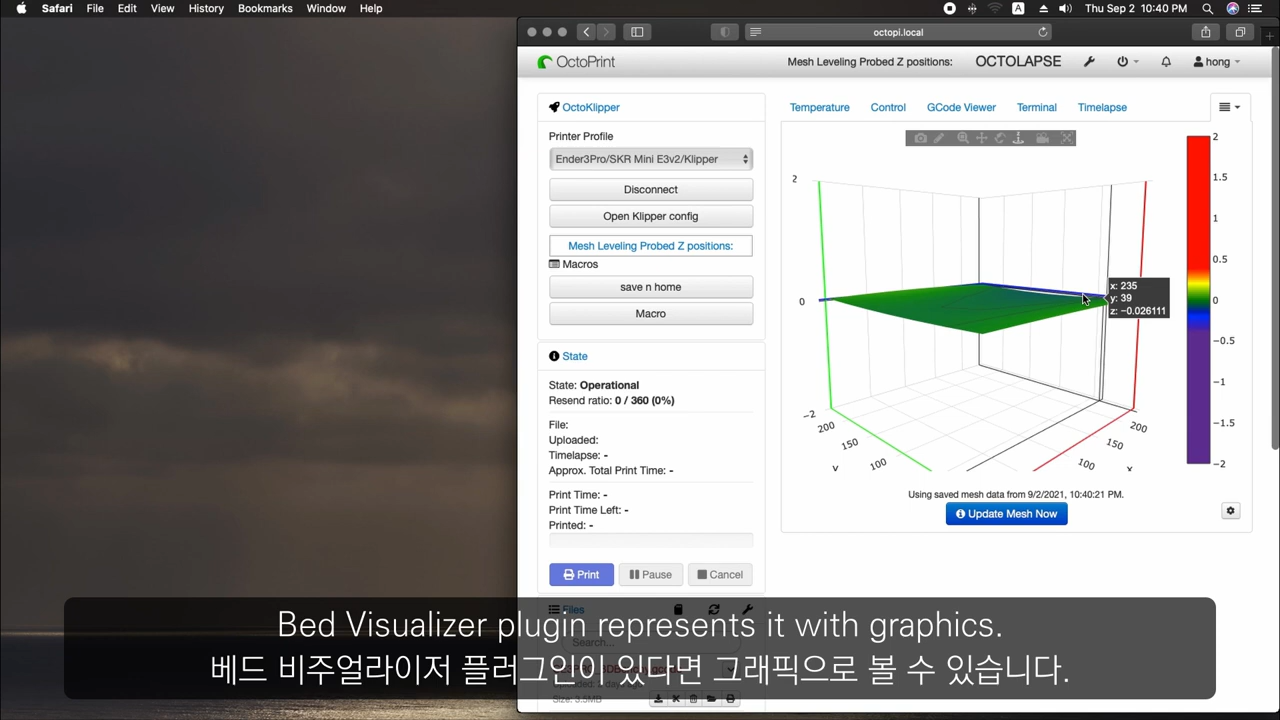 Safari File Edit View History Bookmarks Window Help
A Thu Sep 2 10:40 PM
octopi.local
OctoPrint
Mesh Leveling Probed Z positions: OCTOLAPSE hong
OctoKlipper
Printer Profile
Ender3Pro/SKR Mini E3v2/Klipper
Disconnect
Open Klipper config
Mesh Leveling Probed Z positions:
Macros
save n home
Macro
State
State: Operational
Resend ratio: 0 / 360 (0%)
File:
Uploaded:
Timelapse: -
Approx. Total Print Time: -
Print Time: -
Print Time Left: -
Printed: -
Print Pause Cancel
Files
Search...
Size: 3.5MB
Temperature Control GCode Viewer Terminal Timelapse
2
0
−2
200
150
100
y
200
150
100
x
x: 235
y: 39
z: −0.026111
2
1.5
1
0.5
0
−0.5
−1
−1.5
−2
Using saved mesh data from 9/2/2021, 10:40:21 PM.
Update Mesh Now
Bed Visualizer plugin represents it with graphics.
베드 비주얼라이저 플러그인이 있다면 그래픽으로 볼 수 있습니다.